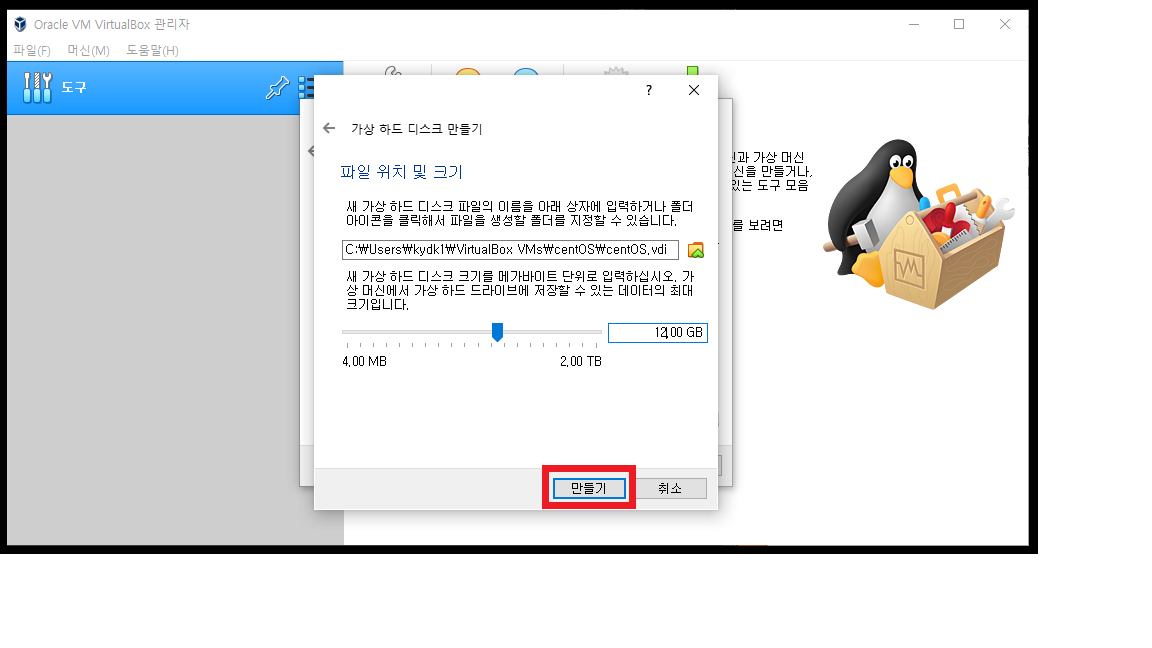 Oracle VM VirtualBox 관리자
파일(F) 머신(M) 도움말(H)
도구
?
가상 하드 디스크 만들기
파일 위치 및 크기
새 가상 하드 디스크 파일의 이름을 아래 상자에 입력하거나 폴더
아이콘을 클릭해서 파일을 생성할 폴더를 지정할 수 있습니다.
C:₩Users₩kydk1₩VirtualBox VMs₩centOS₩centOS.vdi
새 가상 하드 디스크 크기를 메가바이트 단위로 입력하십시오. 가
상 머신에서 가상 하드 드라이브에 저장할 수 있는 데이터의 최대
크기입니다.
12.00 GB
4.00 MB 2.00 TB
만들기 취소
가상 머신
신을 만들거나,
있는 도구 모음
를 보려면